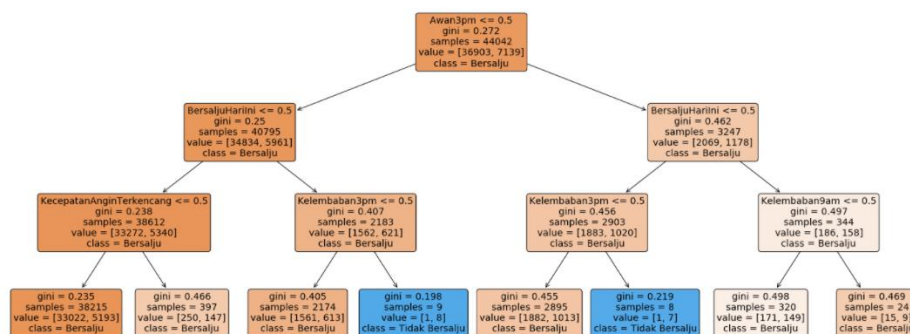 Awan3pm <= 0.5
gini = 0.272
samples = 44042
value = [36903, 7139]
class = Bersalju
BersaljuHariIni <= 0.5
gini = 0.25
samples = 40795
value = [34834, 5961]
class = Bersalju
BersaljuHariIni <= 0.5
gini = 0.462
samples = 3247
value = [2069, 1178]
class = Bersalju
KecepatanAnginTerkencang <= 0.5
gini = 0.238
samples = 38612
value = [33272, 5340]
class = Bersalju
Kelembaban3pm <= 0.5
gini = 0.407
samples = 2183
value = [1562, 621]
class = Bersalju
Kelembaban3pm <= 0.5
gini = 0.456
samples = 2903
value = [1883, 1020]
class = Bersalju
Kelembaban9am <= 0.5
gini = 0.497
samples = 344
value = [186, 158]
class = Bersalju
gini = 0.235
samples = 38215
value = [33022, 5193]
class = Bersalju
gini = 0.466
samples = 397
value = [250, 147]
class = Bersalju
gini = 0.405
samples = 2174
value = [1561, 613]
class = Bersalju
gini = 0.198
samples = 9
value = [1, 8]
class = Tidak Bersalju
gini = 0.455
samples = 2895
value = [1882, 1013]
class = Bersalju
gini = 0.219
samples = 8
value = [1, 7]
class = Tidak Bersalju
gini = 0.498
samples = 320
value = [171, 149]
class = Bersalju
gini = 0.469
samples = 24
value = [15, 9]
class = Bersalju